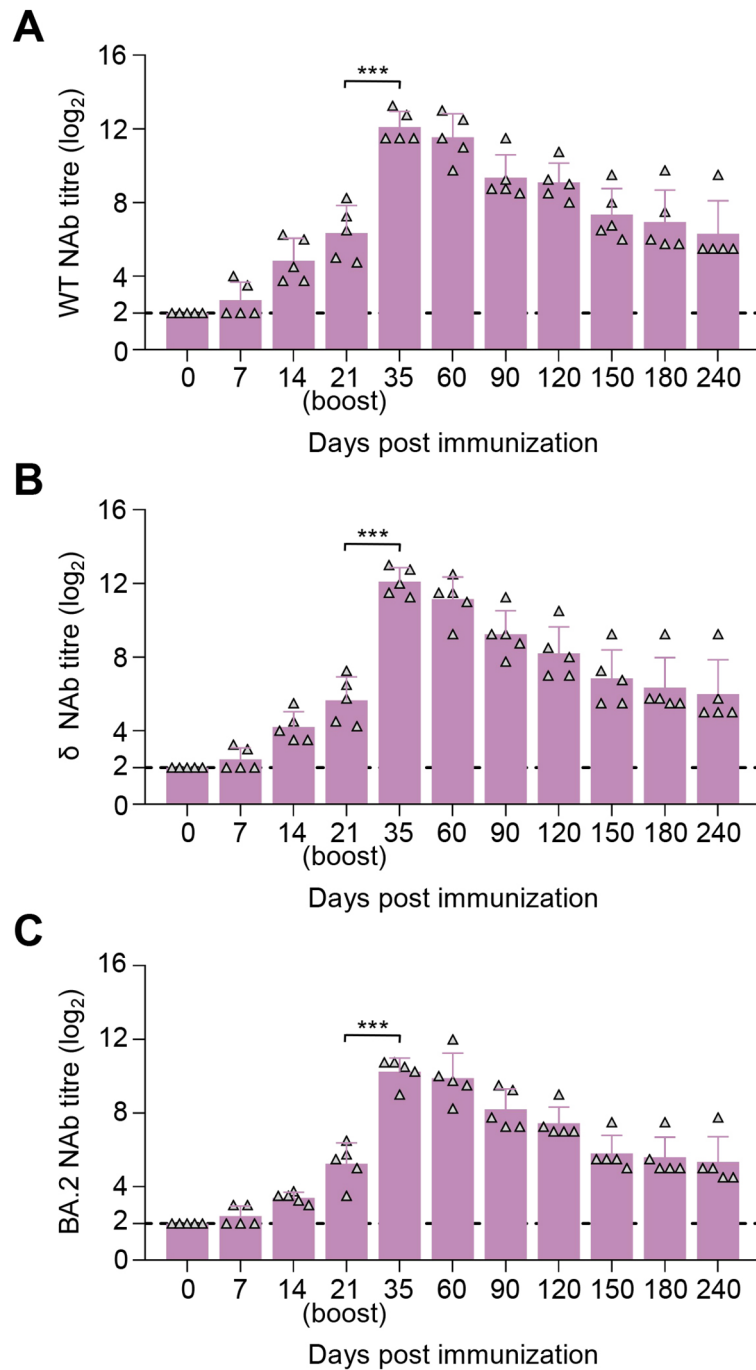 A
WT NAb titre (log2)
16
12
8
4
2
0
***
0 7 14 21 35 60 90 120 150 180 240
(boost)
Days post immunization
B
δ NAb titre (log2)
16
12
8
4
2
0
***
0 7 14 21 35 60 90 120 150 180 240
(boost)
Days post immunization
C
BA.2 NAb titre (log2)
16
12
8
4
2
0
***
0 7 14 21 35 60 90 120 150 180 240
(boost)
Days post immunization